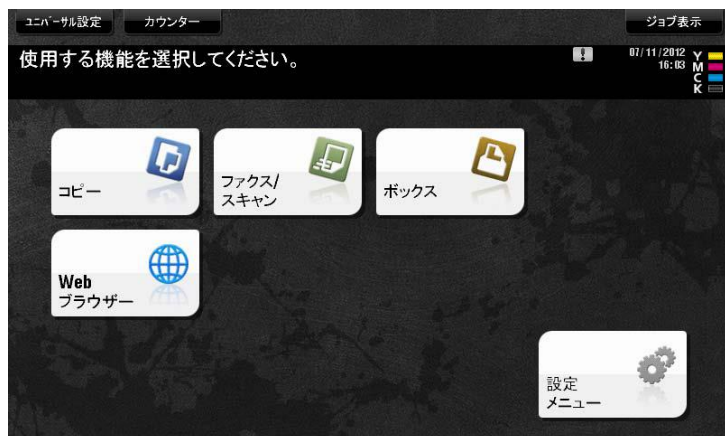 ユニバーサル設定
カウンター
ジョブ表示
使用する機能を選択してください。
!
07/11/2012
16:03
Y
M
C
K
コピー
ファクス/
スキャン
ボックス
Web
ブラウザー
設定
メニュー